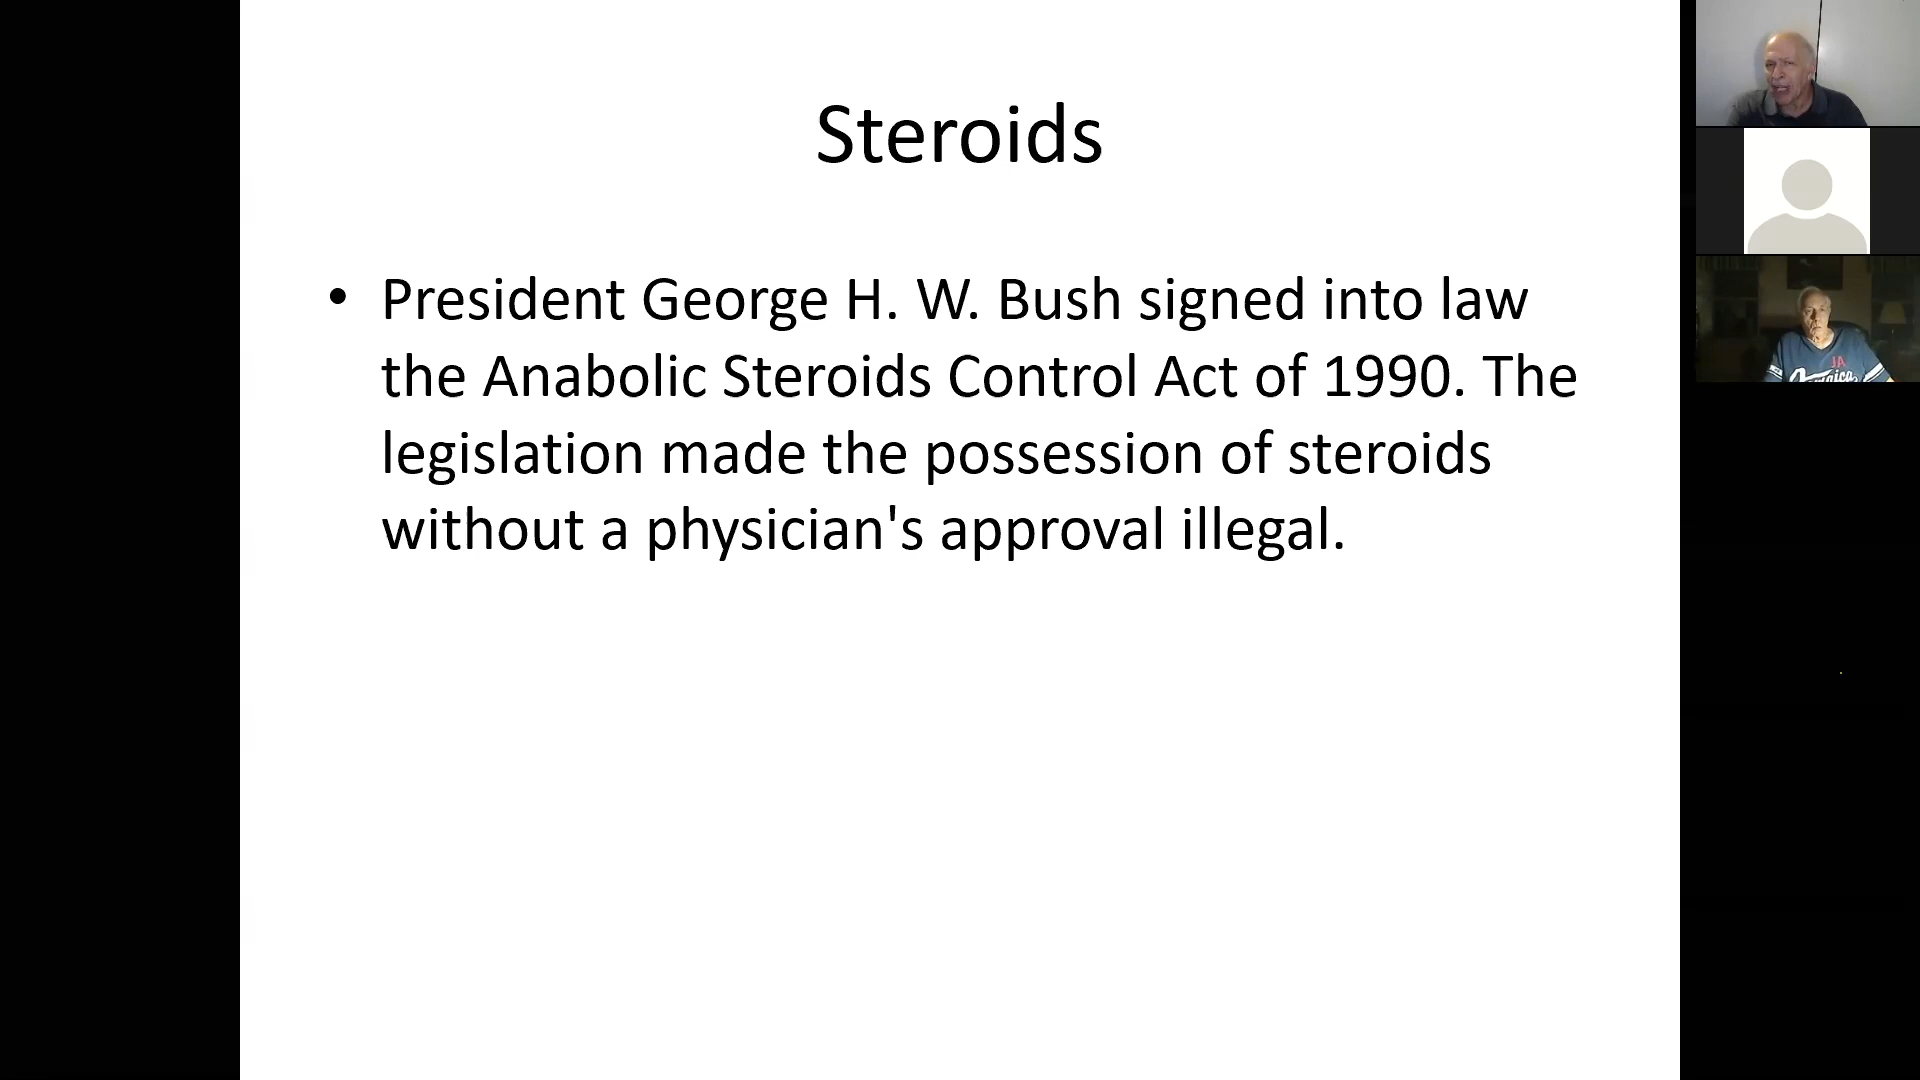 Steroids
• President George H. W. Bush signed into law
the Anabolic Steroids Control Act of 1990. The
legislation made the possession of steroids
without a physician's approval illegal.
JA